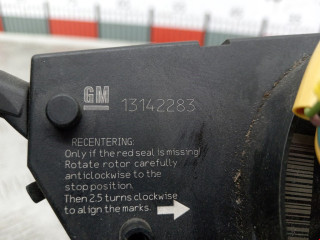 GM 13142283
RECENTERING:
Only if the red seal is missing!
Rotate rotor carefully
anticlockwise to the
stop position.
Then 2.5 turns clockwise
to align the marks.